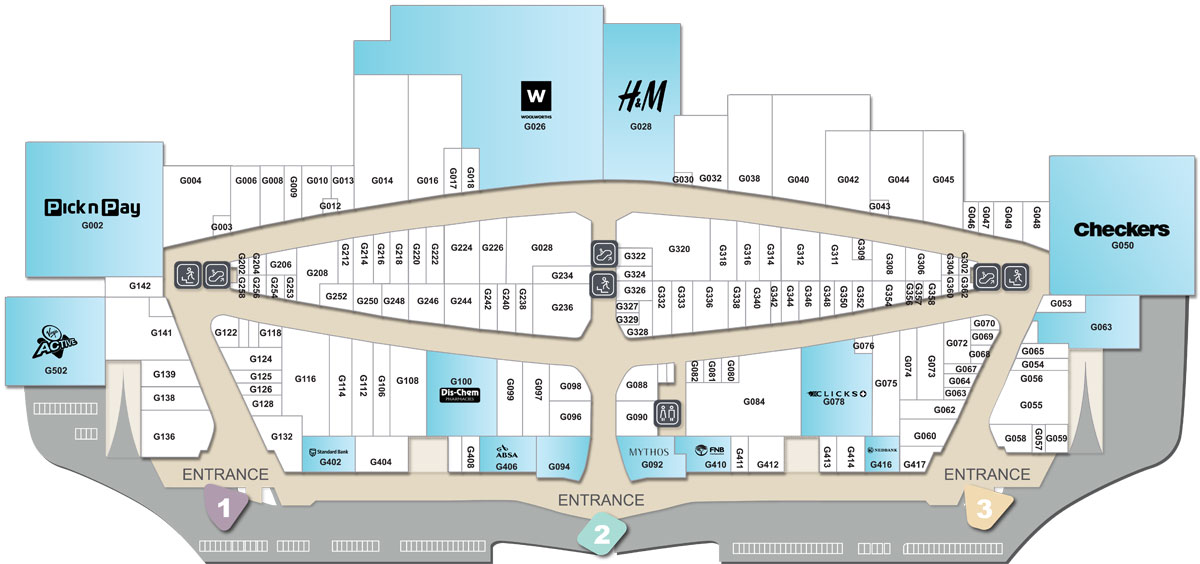 W
WOOLWORTHS
G026
H&M
G028
Pick n Pay
G002
G004
G003
G006
G008
G009
G010
G012
G013
G014
G016
G017
G018
G030
G032
G038
G040
G042
G043
G044
G045
G046
G047
G049
G048
Checkers
G050
G142
G202
G204
G206
G208
G212
G214
G216
G218
G220
G222
G224
G226
G028
G234
G236
G258
G256
G254
G253
G252
G250
G248
G246
G244
G242
G240
G238
G322
G324
G326
G327
G329
G328
G320
G318
G316
G314
G312
G311
G309
G308
G306
G304
G302
G332
G333
G336
G338
G340
G342
G344
G346
G348
G350
G352
G354
G356
G357
G358
G360
G362
Virgin
ACTIVE
G502
G141
G139
G138
G136
G122
G118
G124
G125
G126
G128
G132
G116
G114
G112
G106
G108
G100
Dis-Chem
PHARMACIES
G099
G097
G098
G096
Standard Bank
G402
G404
G408
ABSA
G406
G094
G088
G090
G082
G081
G080
G084
G076
CLICKS
G078
G075
G074
G073
G072
G070
G069
G068
G067
G064
G063
G062
G060
MYTHOS
G092
FNB
G410
G411
G412
G413
G414
NEDBANK
G416
G417
G053
G063
G065
G054
G056
G055
G058
G057
G059
ENTRANCE
1
ENTRANCE
2
ENTRANCE
3